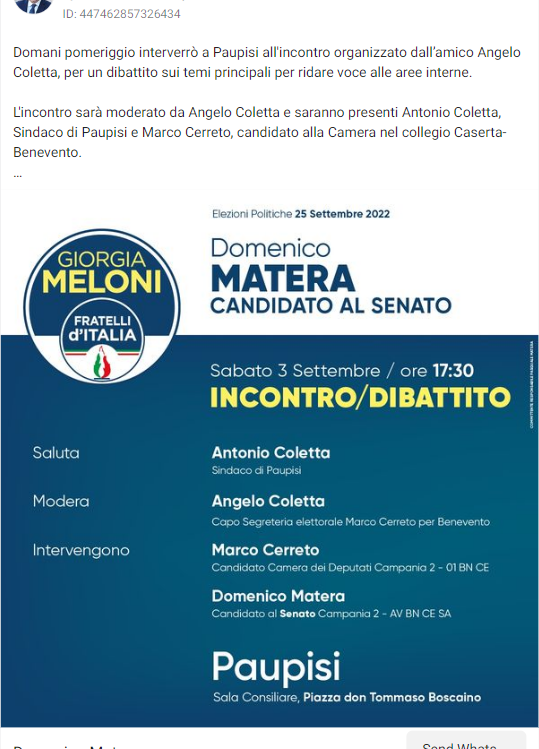 ID: 447462857326434
Domani pomeriggio interverrò a Paupisi all'incontro organizzato dall'amico Angelo
Coletta, per un dibattito sui temi principali per ridare voce alle aree interne.
L'incontro sarà moderato da Angelo Coletta e saranno presenti Antonio Coletta,
Sindaco di Paupisi e Marco Cerreto, candidato alla Camera nel collegio Caserta-
Benevento.
...
Elezioni Politiche 25 Settembre 2022
Domenico
MATERA
CANDIDATO AL SENATO
GIORGIA
MELONI
FRATELLI
d'ITALIA
Sabato 3 Settembre / ore 17:30
INCONTRO/DIBATTITO
Saluta
Antonio Coletta
Sindaco di Paupisi
Modera
Angelo Coletta
Capo Segreteria elettorale Marco Cerreto per Benevento
Intervengono
Marco Cerreto
Candidato Camera dei Deputati Campania 2 - 01 BN CE
Domenico Matera
Candidato al Senato Campania 2 - AV BN CE SA
Paupisi
Sala Consiliare, Piazza don Tommaso Boscaino